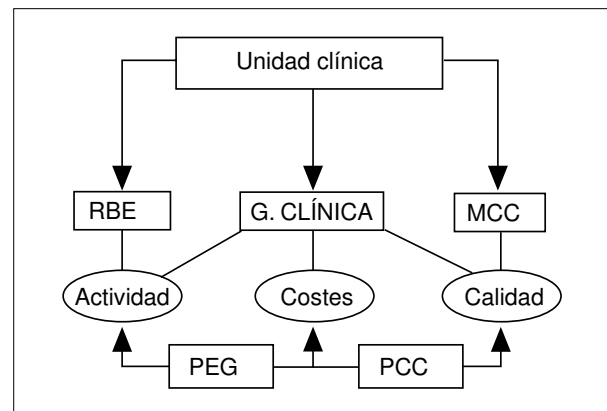 Unidad clínica
RBE
G. CLÍNICA
MCC
Actividad
Costes
Calidad
PEG
PCC